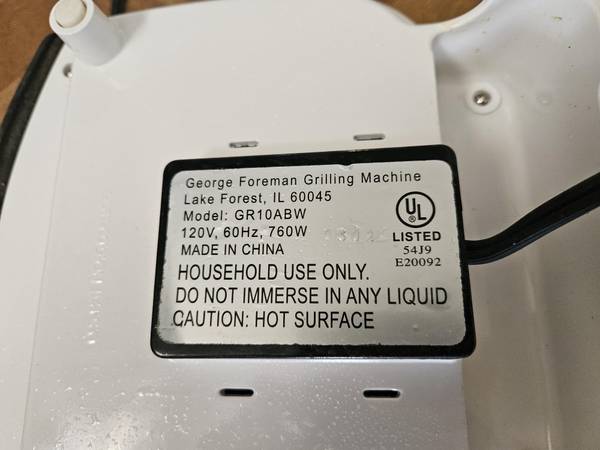 George Foreman Grilling Machine
Lake Forest, IL 60045
Model: GR10ABW
120V, 60Hz, 760W
MADE IN CHINA
HOUSEHOLD USE ONLY.
DO NOT IMMERSE IN ANY LIQUID
CAUTION: HOT SURFACE
UL
LISTED
54J9
E20092